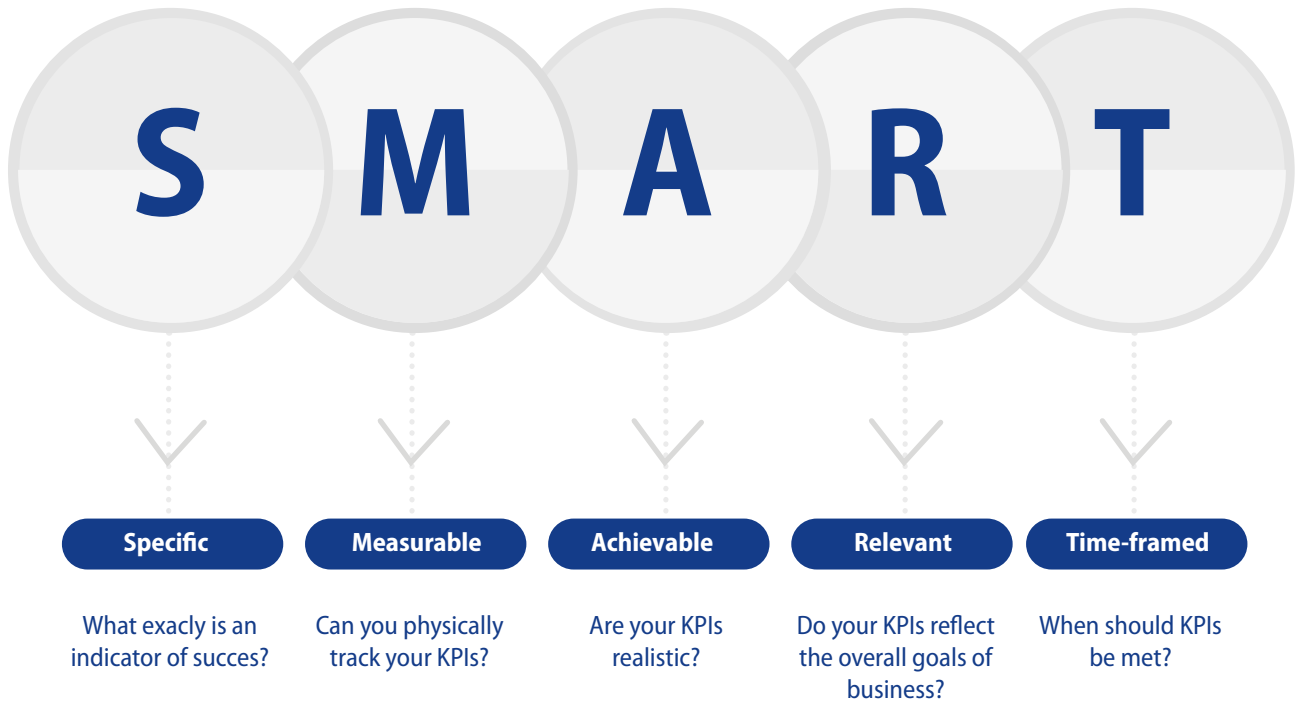 S M A R T
Specific
What exacly is an
indicator of succes?
Measurable
Can you physically
track your KPIs?
Achievable
Are your KPIs
realistic?
Relevant
Do your KPIs reflect
the overall goals of
business?
Time-framed
When should KPIs
be met?